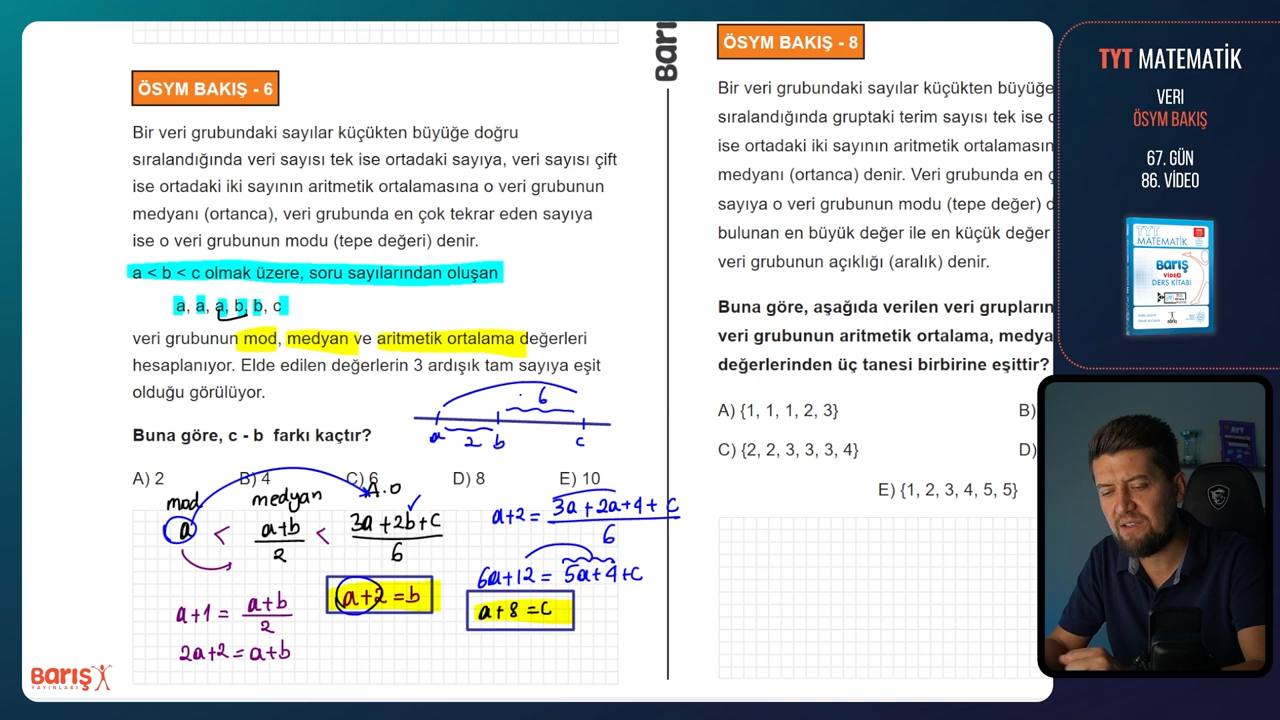 ÖSYM BAKIŞ - 6
Bir veri grubundaki sayılar küçükten büyüğe doğru
sıralandığında veri sayısı tek ise ortadaki sayıya, veri sayısı çift
ise ortadaki iki sayının aritmetik ortalamasına o veri grubunun
medyanı (ortanca), veri grubunda en çok tekrar eden sayıya
ise o veri grubunun modu (tepe değeri) denir.
a < b < c olmak üzere, soru sayılarından oluşan
a, a, a, b, b, c
veri grubunun mod, medyan ve aritmetik ortalama değerleri
hesaplanıyor. Elde edilen değerlerin 3 ardışık tam sayıya eşit
olduğu görülüyor.
6
a 2 b c
Buna göre, c - b farkı kaçtır?
A) 2 B) 4 C) 6 D) 8 E) 10
mod medyan A.O
a < a+b/2 < 3a+2b+c/6
a+1 = a+b/2
2a+2 = a+b
a+2 = b
a+2 = 3a+2a+4+c/6
6a+12 = 5a+4+c
a+8 = c
BARIŞ
YAYINLARI
Barı
ÖSYM BAKIŞ - 8
Bir veri grubundaki sayılar küçükten büyüğe
sıralandığında gruptaki terim sayısı tek ise
ise ortadaki iki sayının aritmetik ortalamasın
medyanı (ortanca) denir. Veri grubunda en
sayıya o veri grubunun modu (tepe değer)
bulunan en büyük değer ile en küçük değer
veri grubunun açıklığı (aralık) denir.
Buna göre, aşağıda verilen veri grupların
veri grubunun aritmetik ortalama, medya
değerlerinden üç tanesi birbirine eşittir?
A) {1, 1, 1, 2, 3} B)
C) {2, 2, 3, 3, 3, 4} D)
E) {1, 2, 3, 4, 5, 5}
TYT MATEMATİK
VERI
ÖSYM BAKIŞ
67. GÜN
86. VİDEO
TYT
MATEMATİK
BARIŞ
VİDEO
DERS KİTABI